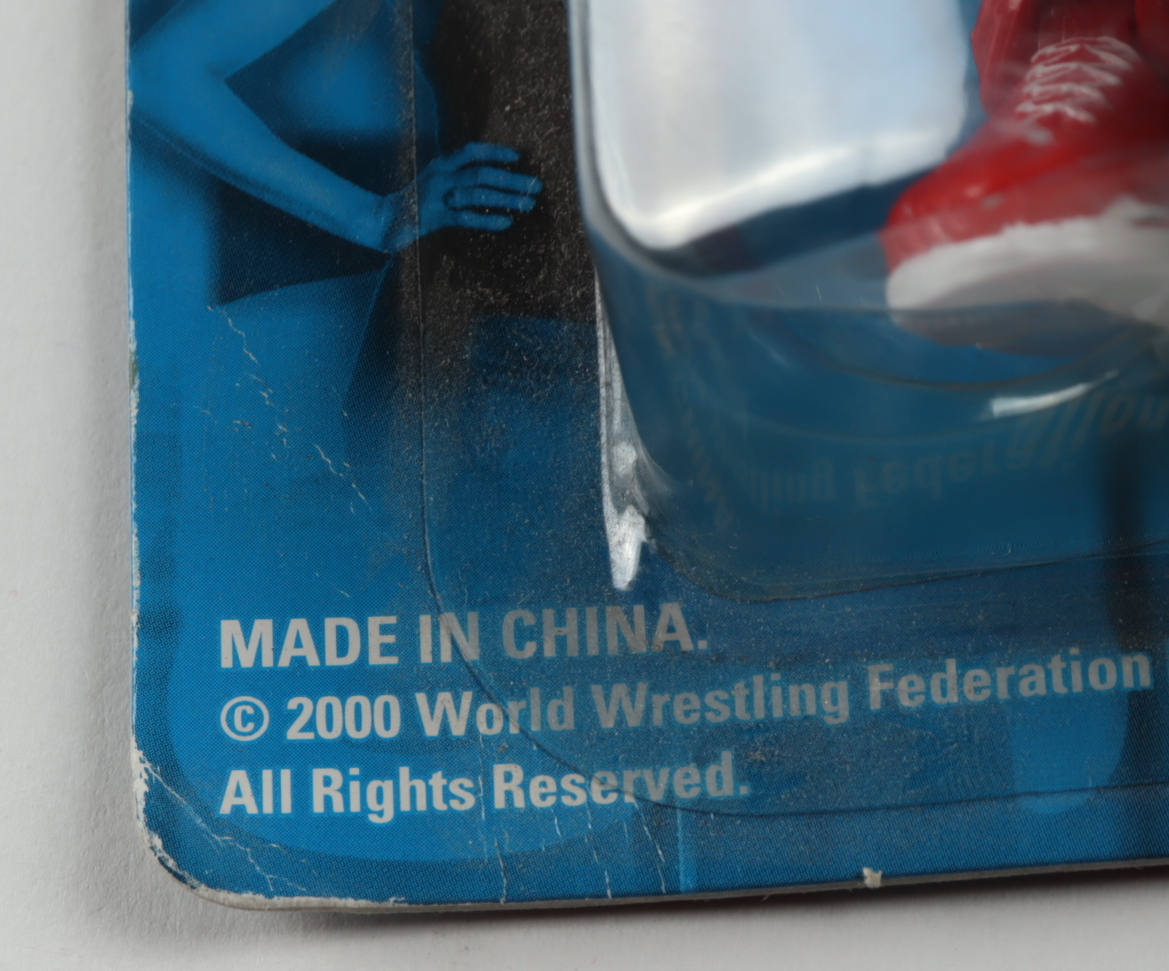 MADE IN CHINA.
© 2000 World Wrestling Federation
All Rights Reserved.